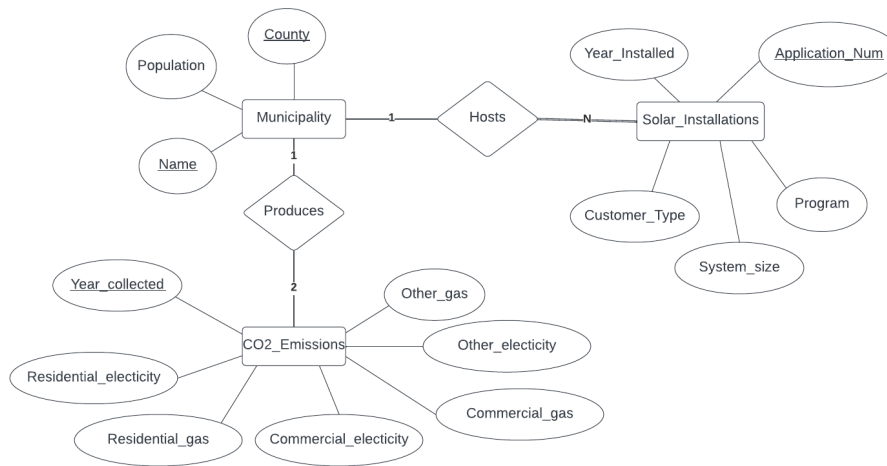 County
Population
Name
Municipality
1
Hosts
N
Year_Installed
Application_Num
Solar_Installations
Customer_Type
System_size
Program
1
Produces
2
Year_collected
Other_gas
CO2_Emissions
Other_electicity
Residential_electicity
Commercial_gas
Residential_gas
Commercial_electicity